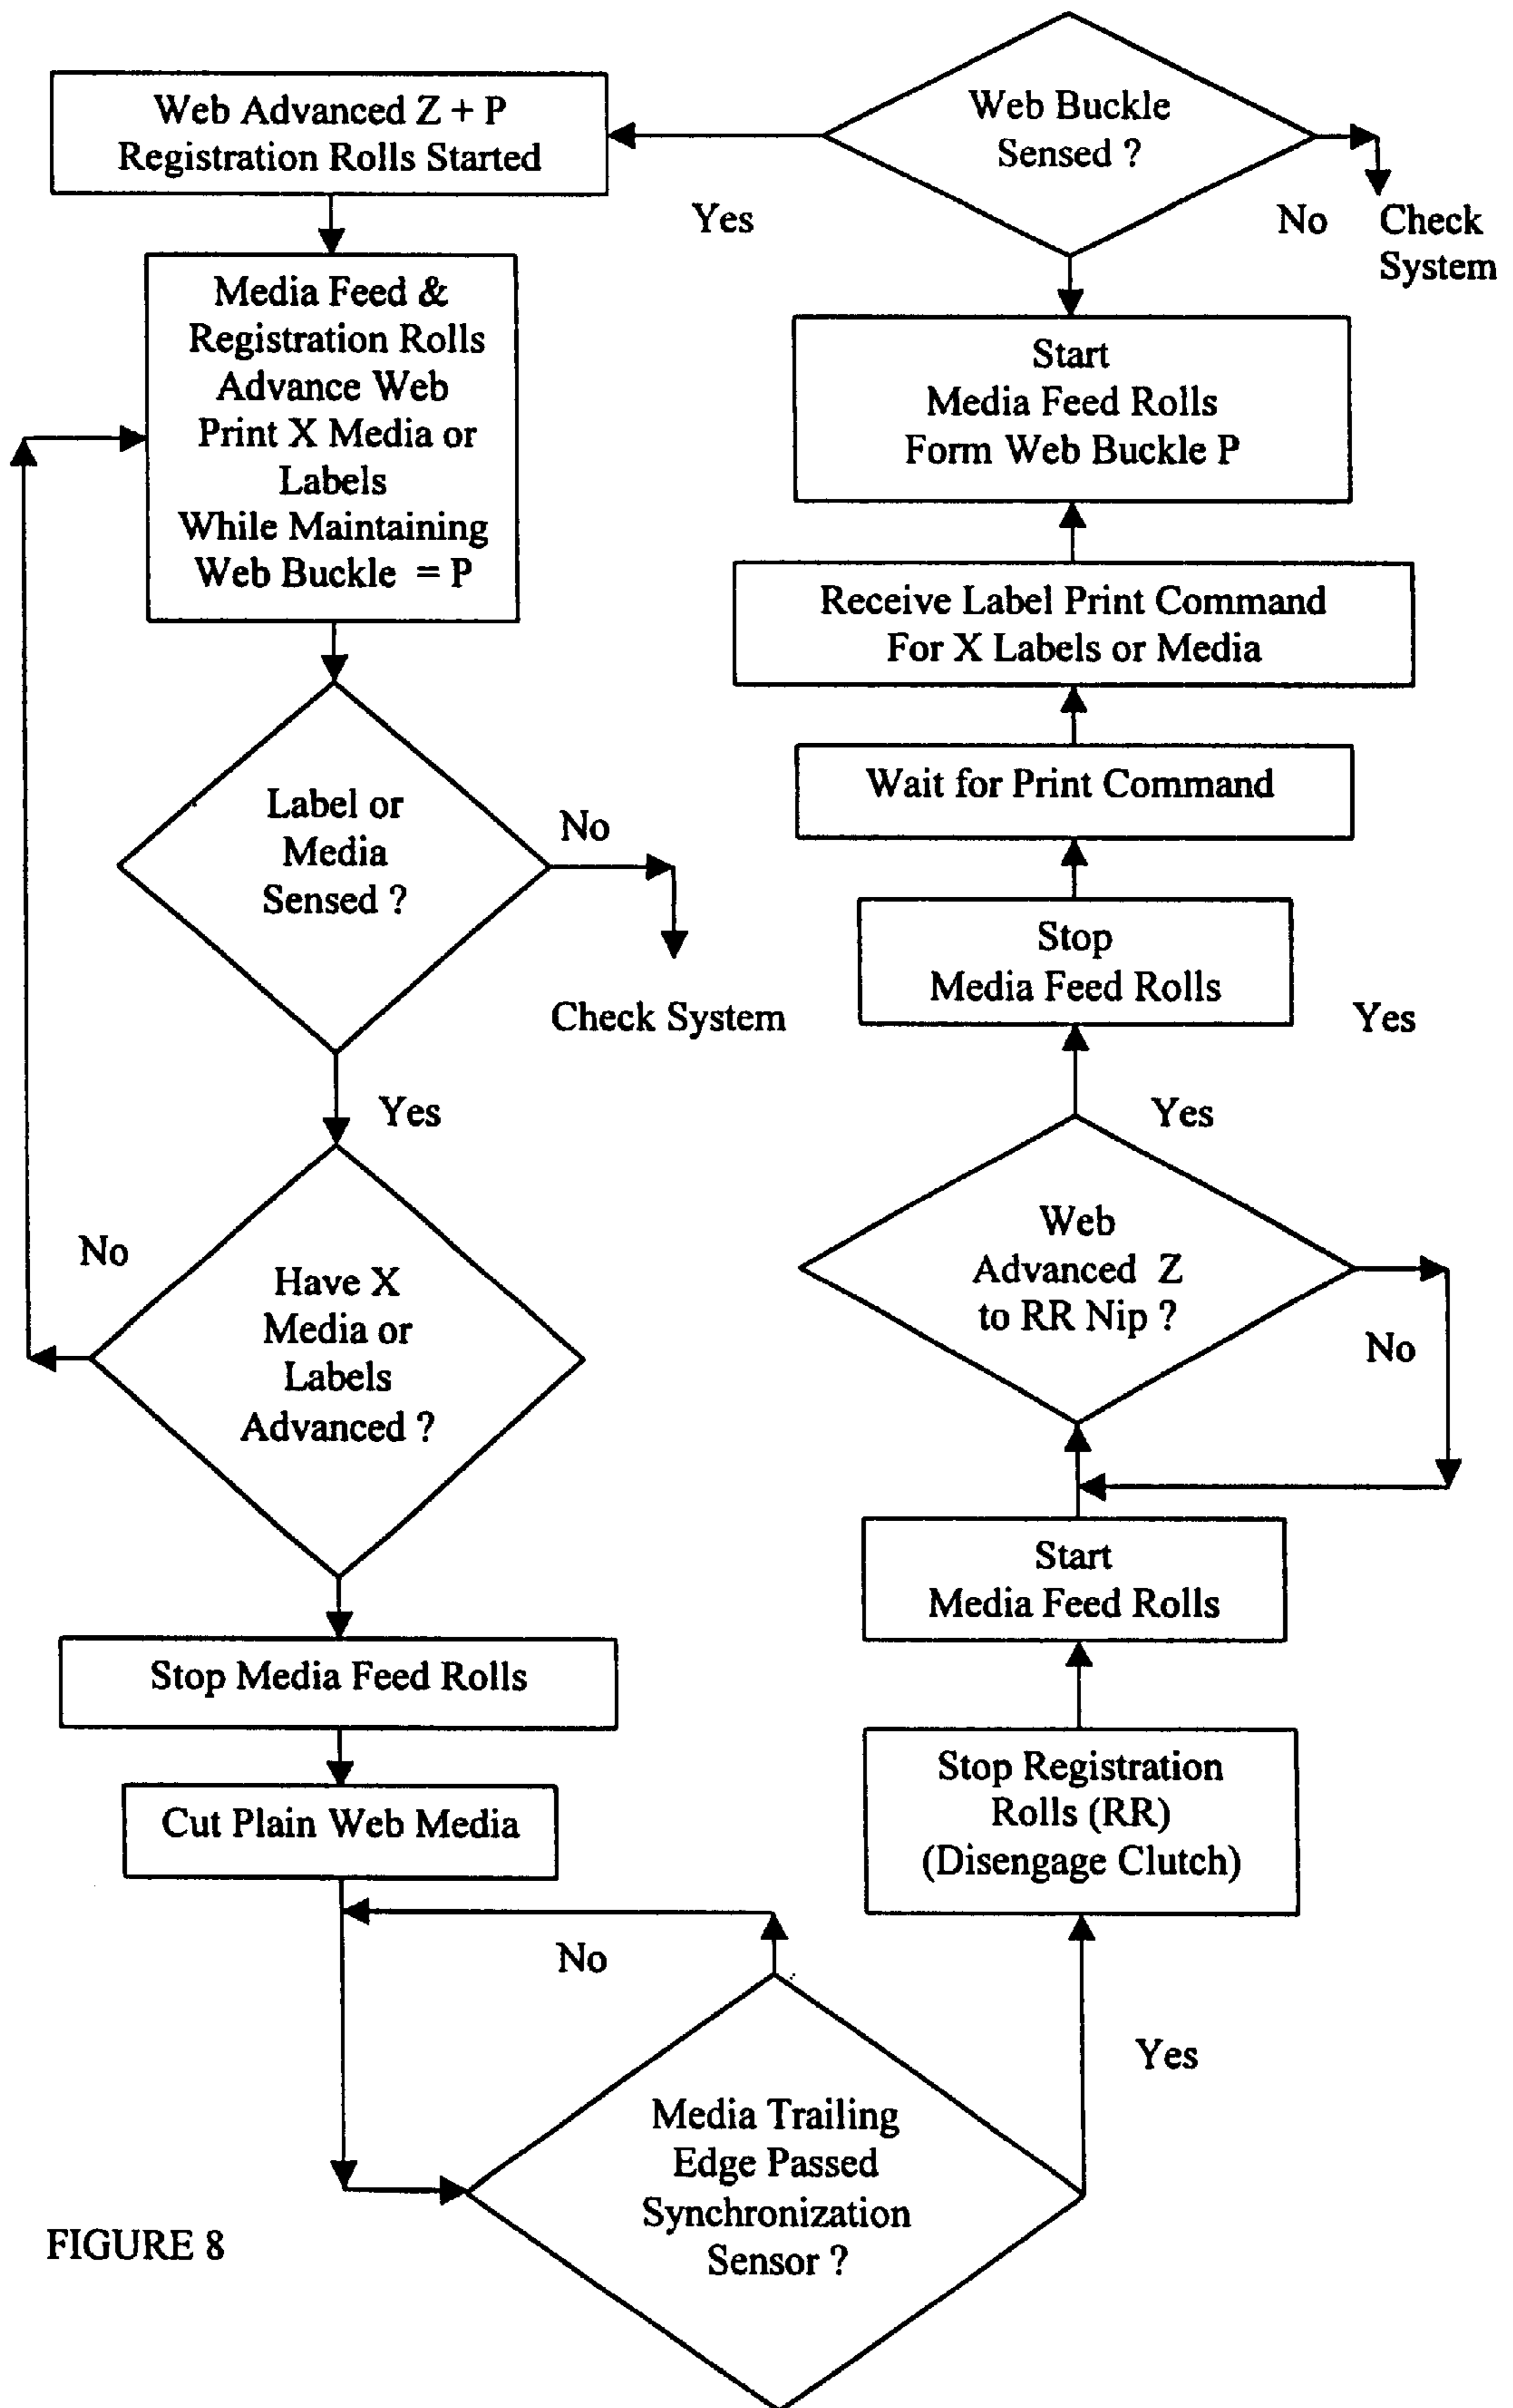 Web Advanced Z + P
Registration Rolls Started
Web Buckle
Sensed ?
Yes
No
Check
System
Media Feed &
Registration Rolls
Advance Web
Print X Media or
Labels
While Maintaining
Web Buckle = P
Start
Media Feed Rolls
Form Web Buckle P
Receive Label Print Command
For X Labels or Media
Wait for Print Command
Label or
Media
Sensed ?
No
Check System
Stop
Media Feed Rolls
Yes
Yes
Yes
Web
Advanced Z
to RR Nip ?
No
No
Have X
Media or
Labels
Advanced ?
Start
Media Feed Rolls
Stop Media Feed Rolls
Cut Plain Web Media
Stop Registration
Rolls (RR)
(Disengage Clutch)
No
Yes
Media Trailing
Edge Passed
Synchronization
Sensor ?
FIGURE 8